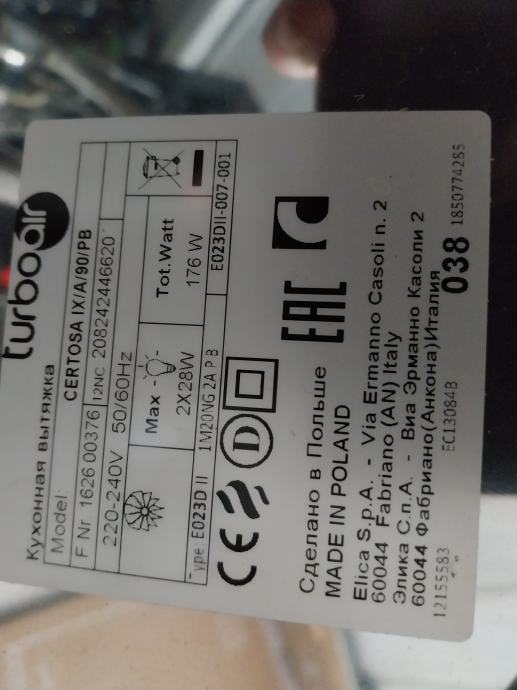 turboair
Кухонная вытяжка
Model: CERTOSA IX/A/90/PB
F Nr 1626 00376 12NC 208242446620
220-240V 50/60Hz
Max 2X28W
Tot.Watt 176 W
Type: E023D II 1M20NG 2A P B E023DII-007-001
CE D EAC
Сделано в Польше
MADE IN POLAND
Elica S.p.A. - Via Ermanno Casoli n. 2
60044 Fabriano (AN) Italy
Элика С.п.А. - Виа Эрманно Касоли 2
60044 Фабриано(Анкона)Италия
12155583 EC13084B 038 1850774285